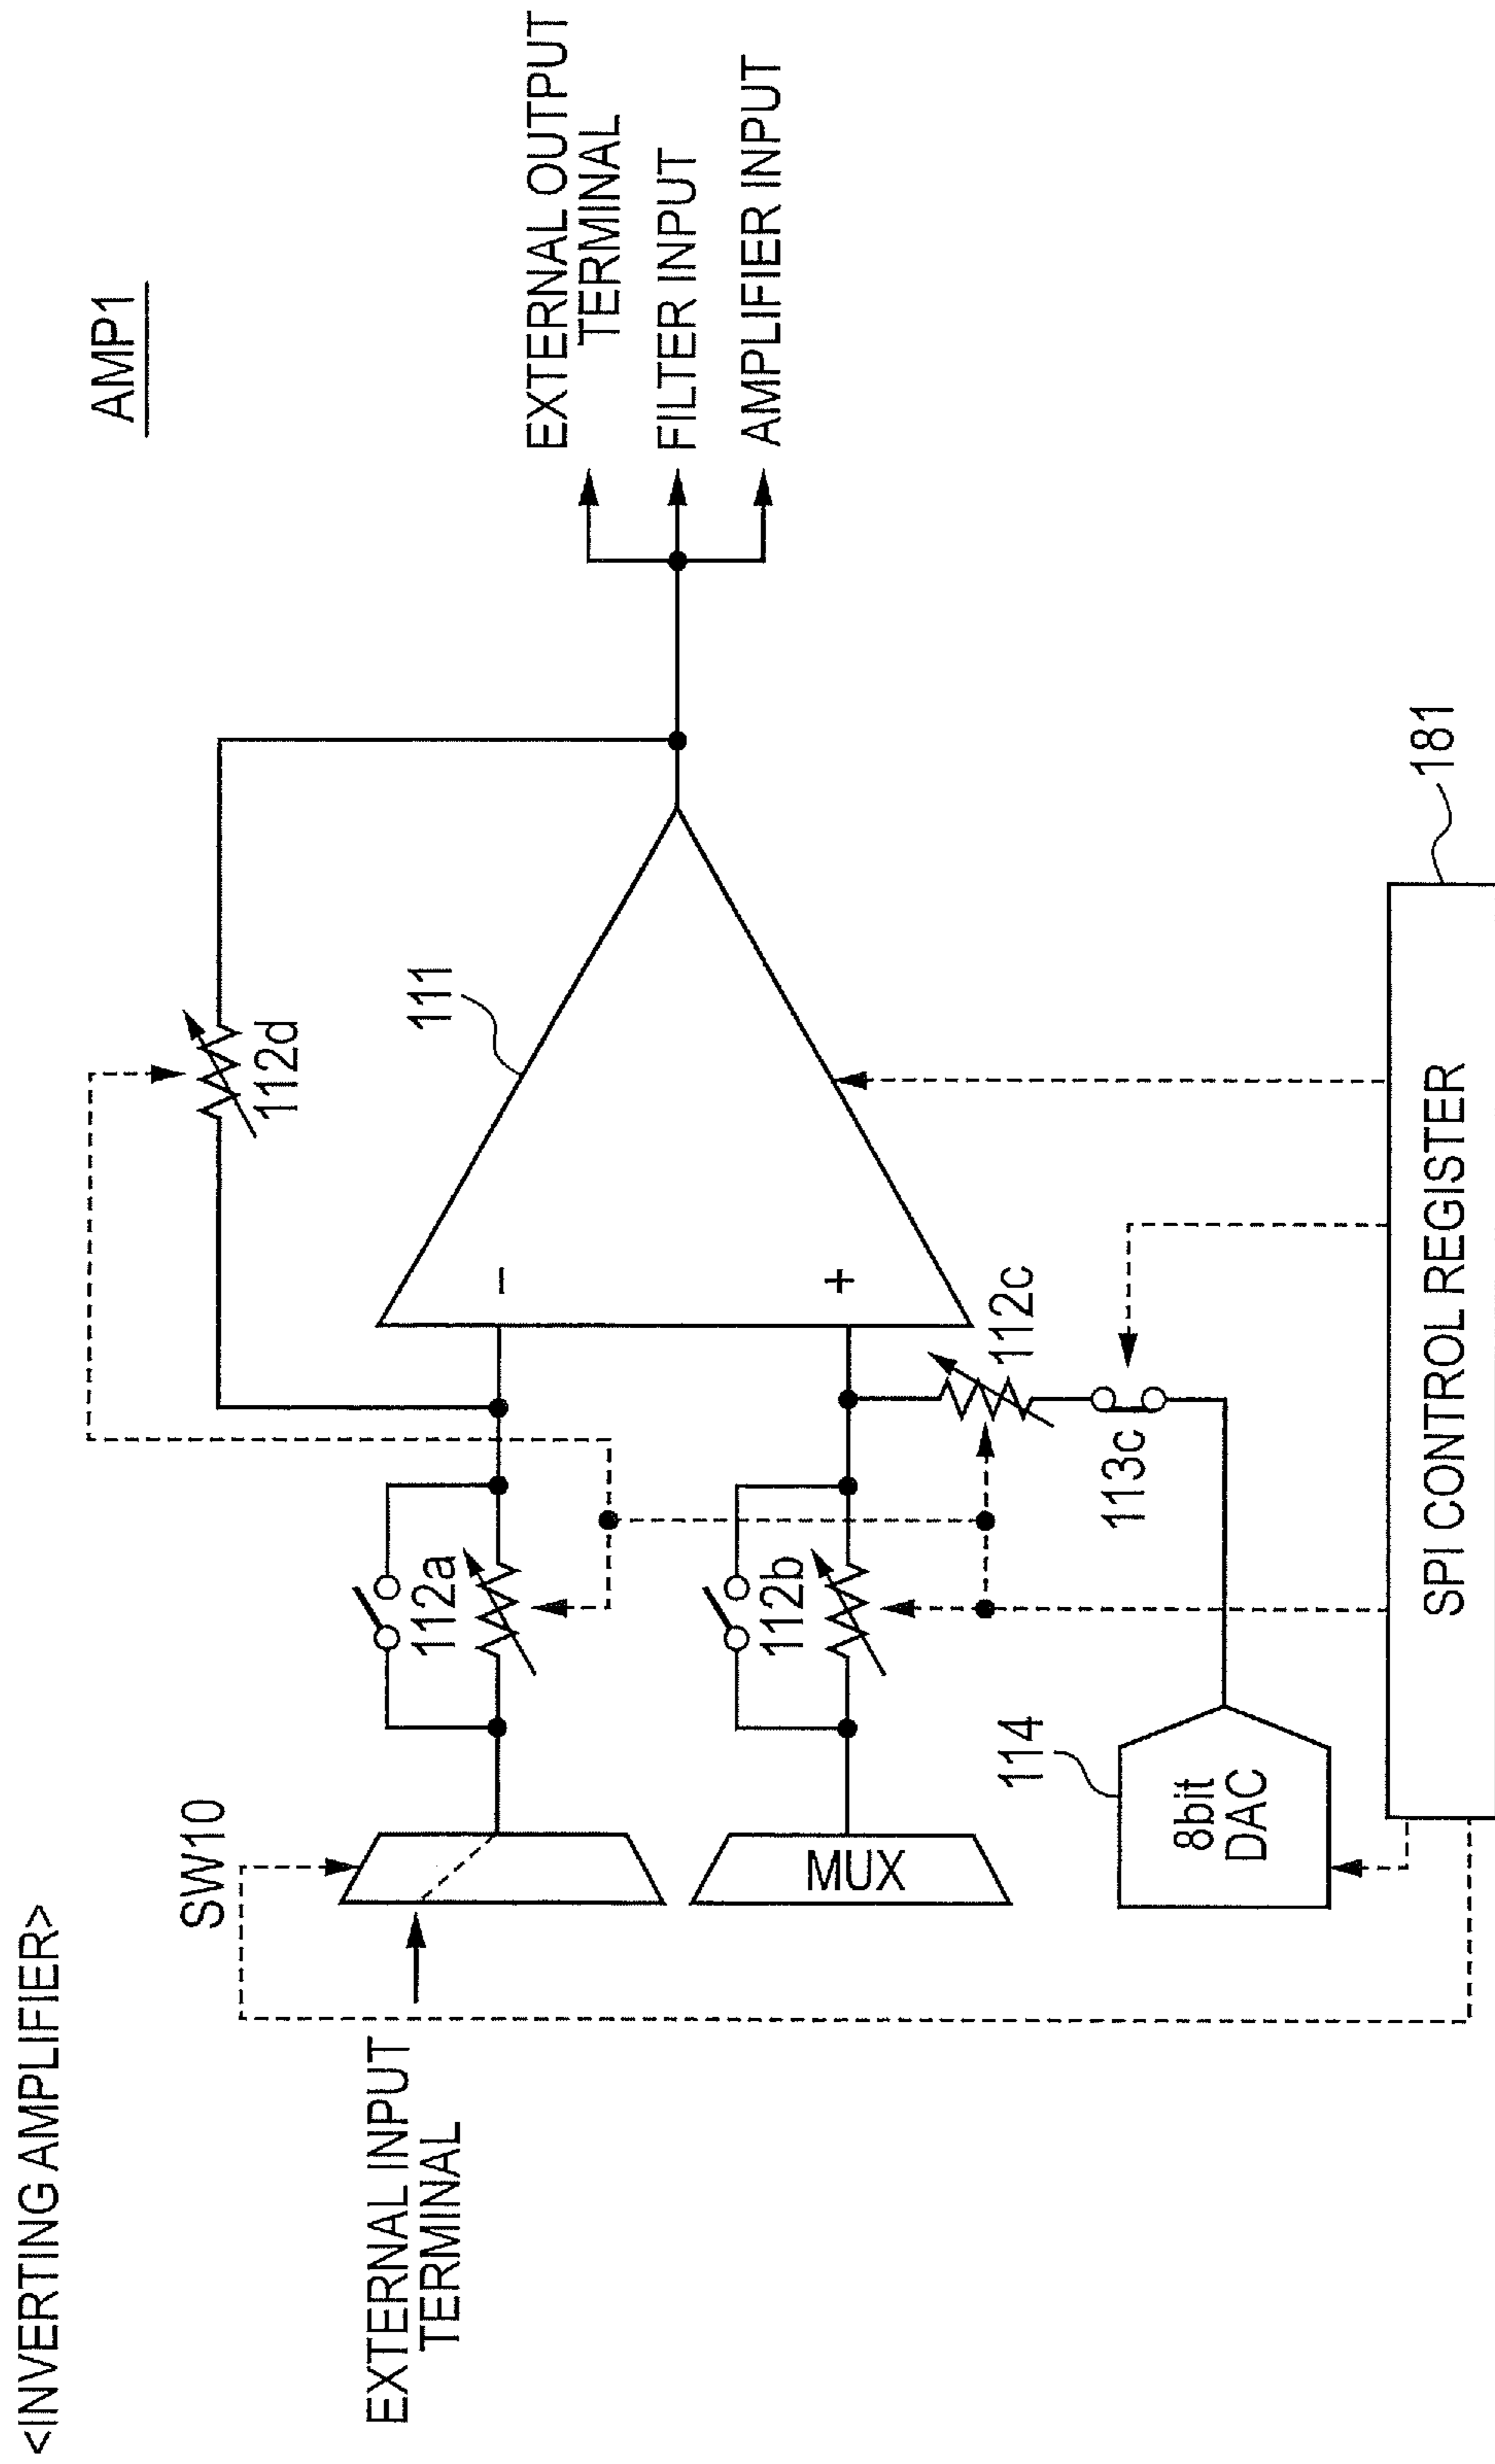 <INVERTING AMPLIFIER>
AMP1
EXTERNAL INPUT
TERMINAL
SW10
112a
112d
111
−
+
EXTERNAL OUTPUT
TERMINAL
FILTER INPUT
AMPLIFIER INPUT
MUX
112b
112c
113c
114
8bit
DAC
181
SPI CONTROL REGISTER